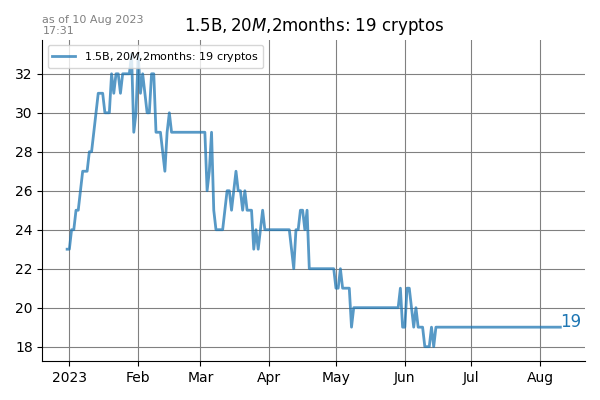 as of 10 Aug 2023
17:31
1.5B, 20M,2months: 19 cryptos
1.5B, 20M,2months: 19 cryptos
32
30
28
26
24
22
20
18
19
2023 Feb Mar Apr May Jun Jul Aug